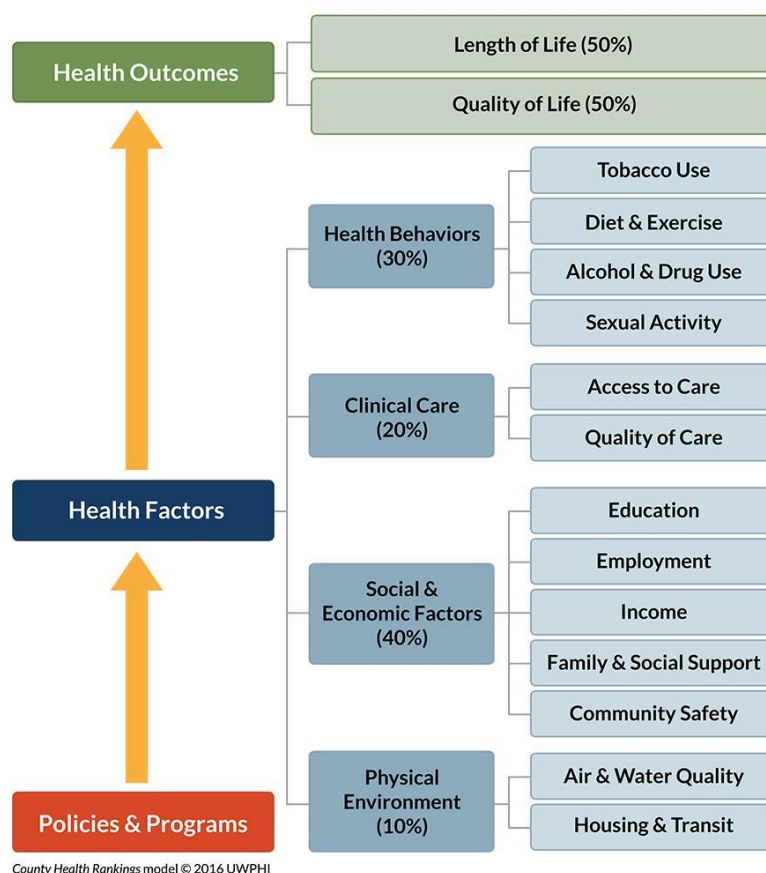 Health Outcomes
Length of Life (50%)
Quality of Life (50%)
Health Behaviors
(30%)
Tobacco Use
Diet & Exercise
Alcohol & Drug Use
Sexual Activity
Clinical Care
(20%)
Access to Care
Quality of Care
Health Factors
Social &
Economic Factors
(40%)
Education
Employment
Income
Family & Social Support
Community Safety
Physical
Environment
(10%)
Air & Water Quality
Housing & Transit
Policies & Programs
County Health Rankings model © 2016 UWPHI